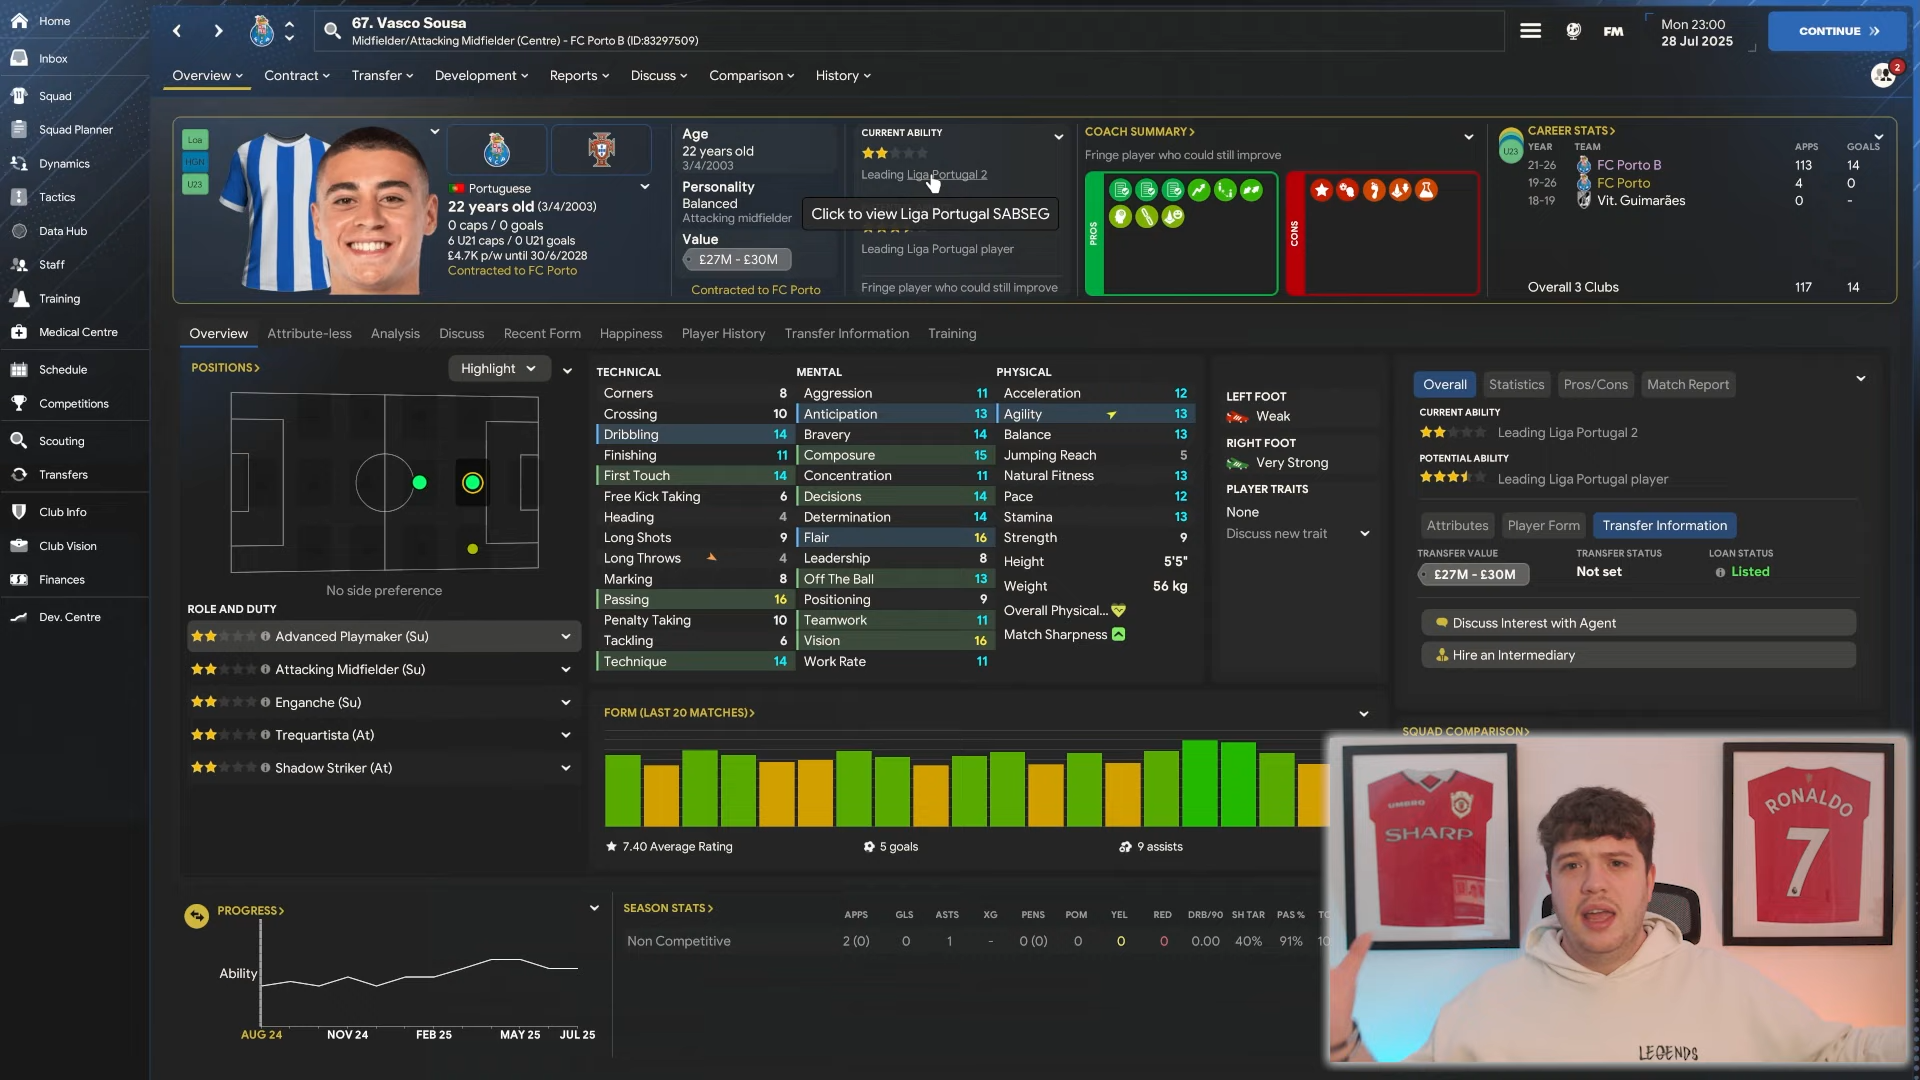 Home
Inbox
Squad
Squad Planner
Dynamics
Tactics
Data Hub
Staff
Training
Medical Centre
Schedule
Competitions
Scouting
Transfers
Club Info
Club Vision
Finances
Dev. Centre
67. Vasco Sousa
Midfielder/Attacking Midfielder (Centre) - FC Porto B (ID:83297509)
FM
Mon 23:00
28 Jul 2025
CONTINUE
2
Overview Contract Transfer Development Reports Discuss Comparison History
Loa
HGN
U23
Portuguese
22 years old (3/4/2003)
0 caps / 0 goals
6 U21 caps / 0 U21 goals
£4.7K p/w until 30/6/2028
Contracted to FC Porto
Age
22 years old
3/4/2003
Personality
Balanced
Attacking midfielder
Value
£27M - £30M
Contracted to FC Porto
CURRENT ABILITY
Leading Liga Portugal 2
Click to view Liga Portugal SABSEG
Leading Liga Portugal player
Fringe player who could still improve
COACH SUMMARY>
Fringe player who could still improve
PROS
CONS
U23
CAREER STATS>
YEAR TEAM APPS GOALS
21-26 FC Porto B 113 14
19-26 FC Porto 4 0
18-19 Vit. Guimarães 0 -
Overall 3 Clubs 117 14
Overview Attribute-less Analysis Discuss Recent Form Happiness Player History Transfer Information Training
POSITIONS>
Highlight
No side preference
ROLE AND DUTY
Advanced Playmaker (Su)
Attacking Midfielder (Su)
Enganche (Su)
Trequartista (At)
Shadow Striker (At)
TECHNICAL
Corners 8
Crossing 10
Dribbling 14
Finishing 11
First Touch 14
Free Kick Taking 6
Heading 4
Long Shots 9
Long Throws 4
Marking 8
Passing 16
Penalty Taking 10
Tackling 6
Technique 14
MENTAL
Aggression 11
Anticipation 13
Bravery 14
Composure 15
Concentration 11
Decisions 14
Determination 14
Flair 16
Leadership 8
Off The Ball 13
Positioning 9
Teamwork 11
Vision 16
Work Rate 11
PHYSICAL
Acceleration 12
Agility 13
Balance 13
Jumping Reach 5
Natural Fitness 13
Pace 12
Stamina 13
Strength 9
Height 5'5"
Weight 56 kg
Overall Physical...
Match Sharpness
LEFT FOOT
Weak
RIGHT FOOT
Very Strong
PLAYER TRAITS
None
Discuss new trait
Overall Statistics Pros/Cons Match Report
CURRENT ABILITY
Leading Liga Portugal 2
POTENTIAL ABILITY
Leading Liga Portugal player
Attributes Player Form Transfer Information
TRANSFER VALUE TRANSFER STATUS LOAN STATUS
£27M - £30M Not set Listed
Discuss Interest with Agent
Hire an Intermediary
FORM (LAST 20 MATCHES)>
7.40 Average Rating
5 goals
9 assists
SQUAD COMPARISON>
PROGRESS>
Ability
AUG 24 NOV 24 FEB 25 MAY 25 JUL 25
SEASON STATS>
APPS GLS ASTS XG PENS POM YEL RED DRB/90 SH TAR PAS %
Non Competitive 2 (0) 0 1 - 0 (0) 0 0 0 0.00 40% 91%
UMBRO
SHARP
RONALDO
7
LEGENDS